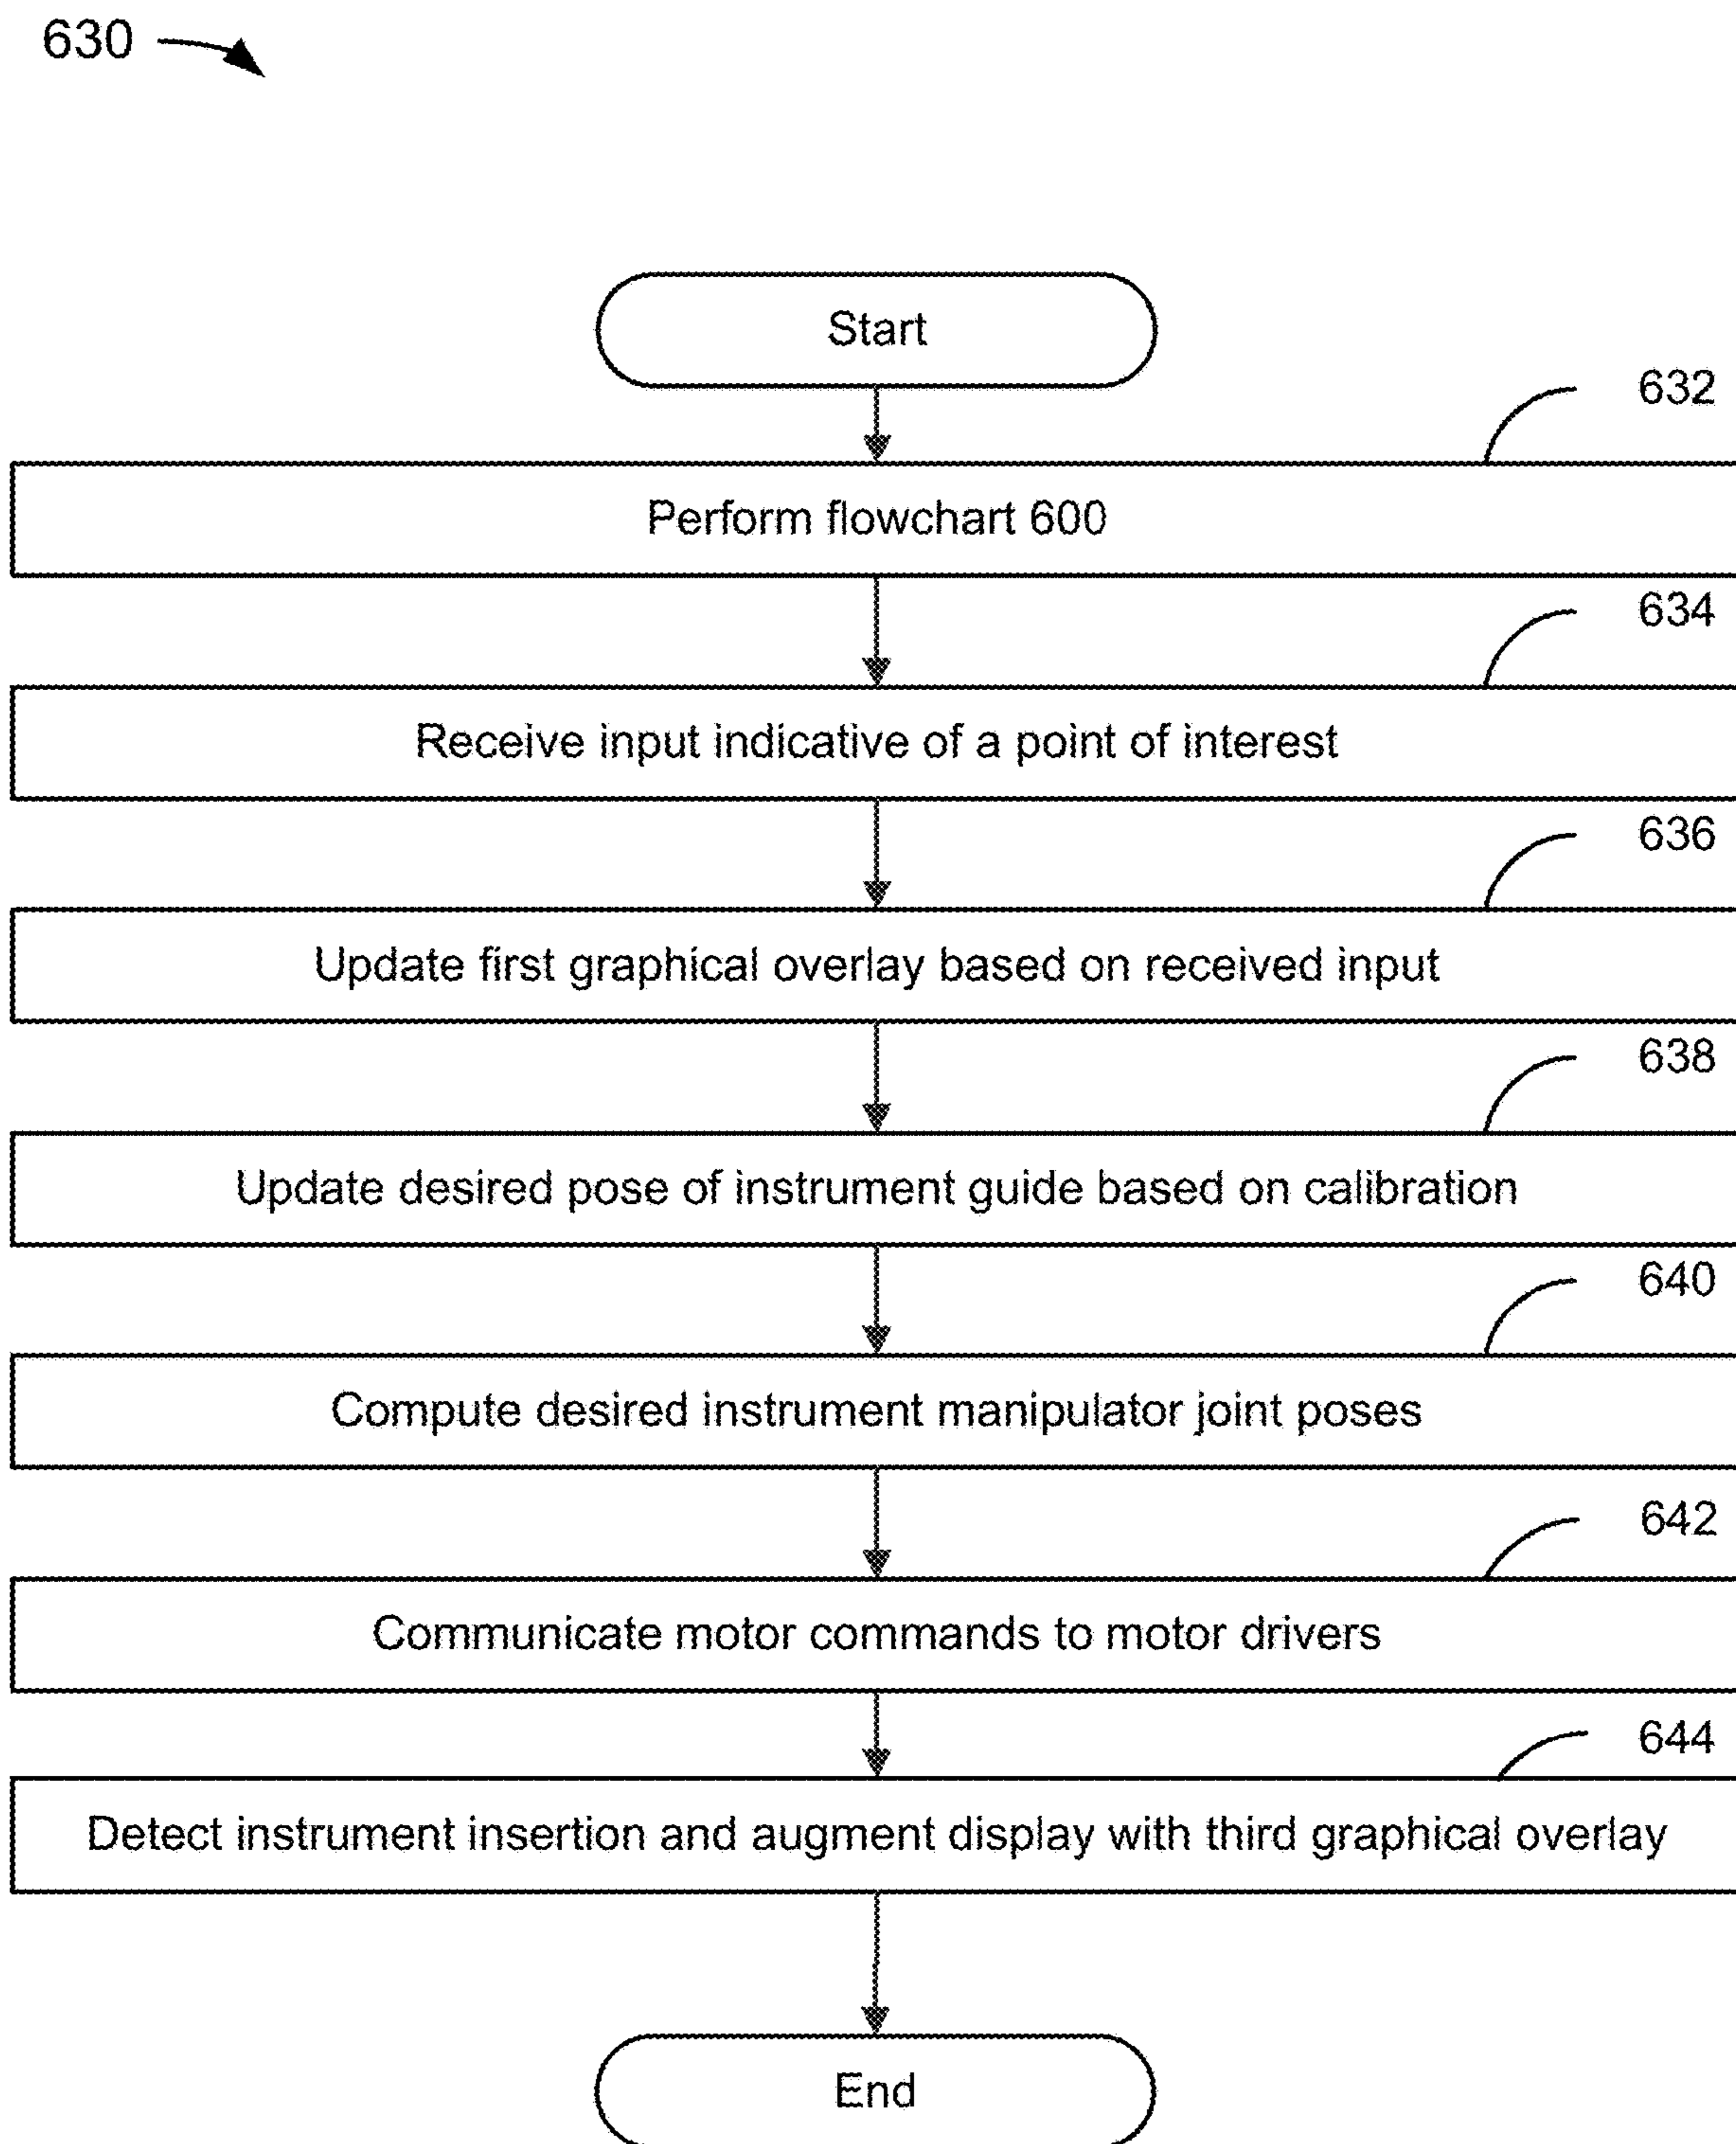 630
Start
632
Perform flowchart 600
634
Receive input indicative of a point of interest
636
Update first graphical overlay based on received input
638
Update desired pose of instrument guide based on calibration
640
Compute desired instrument manipulator joint poses
642
Communicate motor commands to motor drivers
644
Detect instrument insertion and augment display with third graphical overlay
End